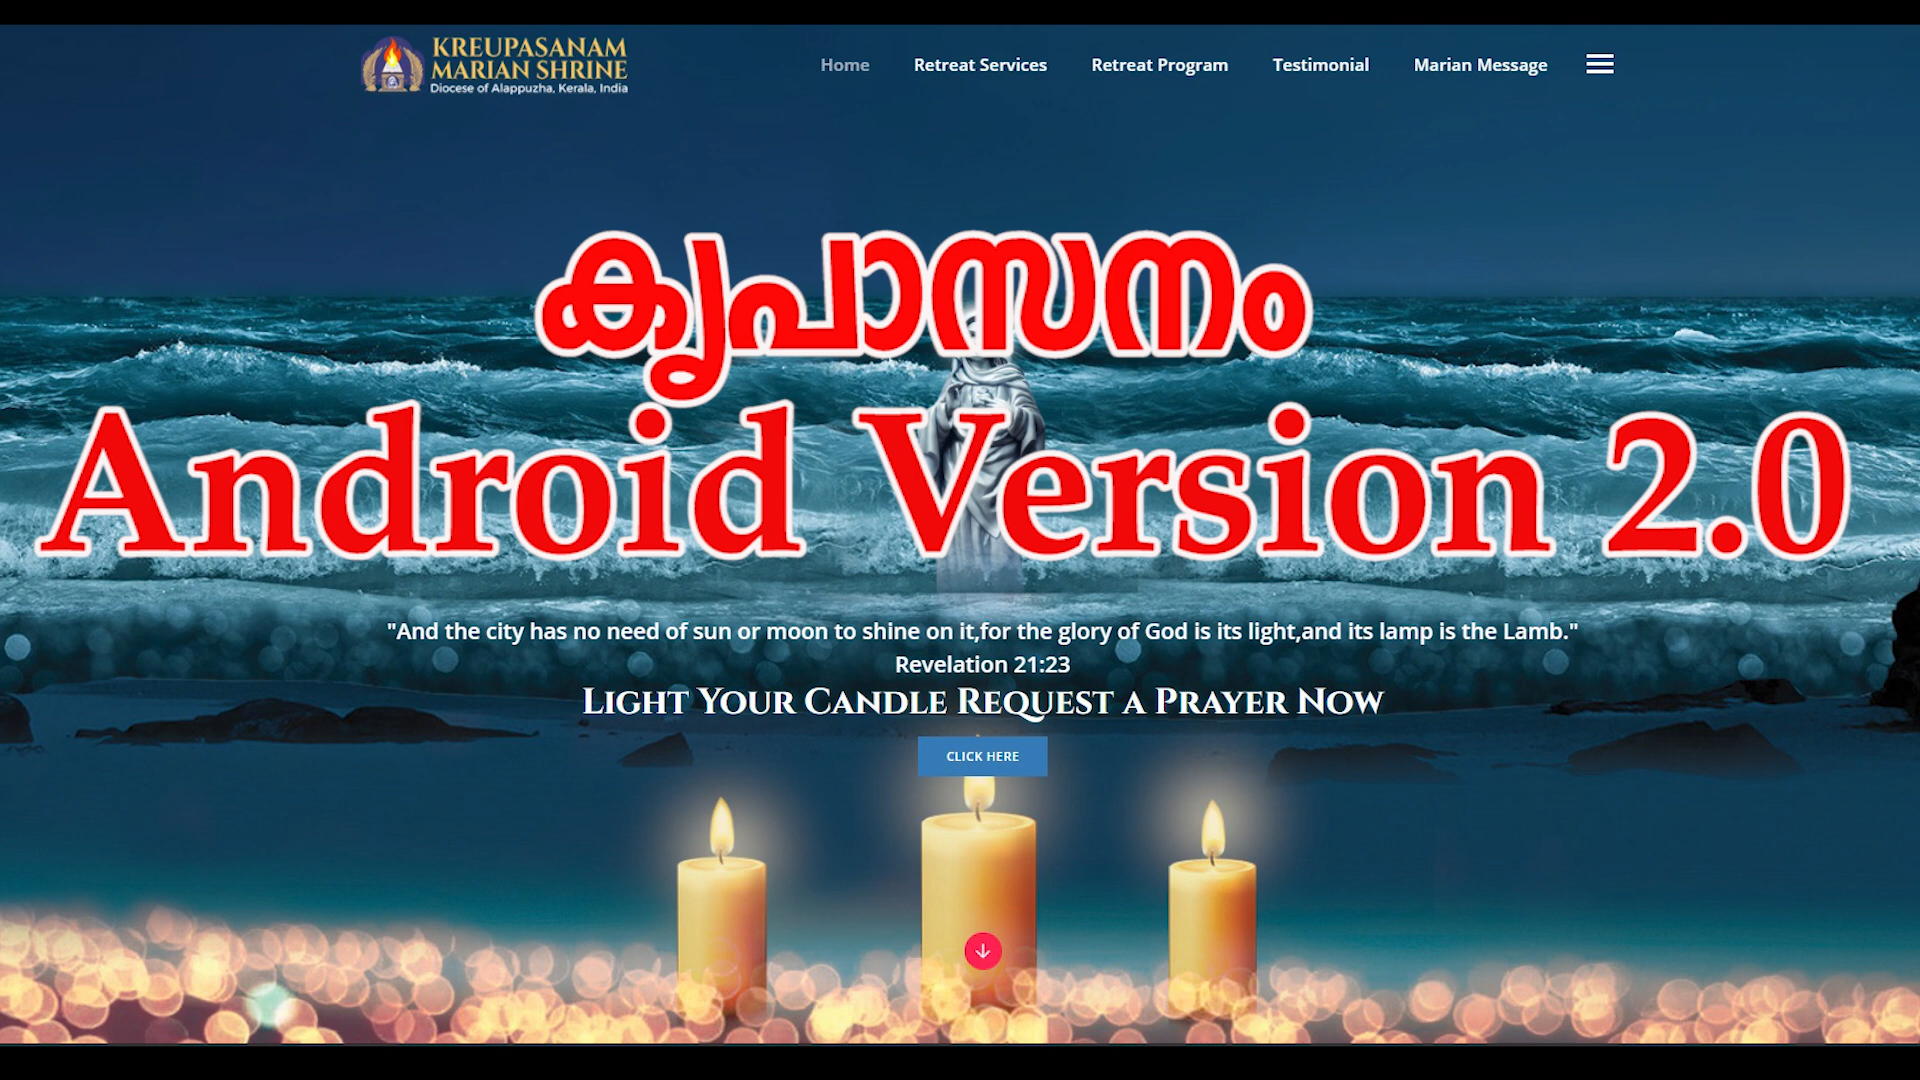 KREUPASANAM
MARIAN SHRINE
Diocese of Alappuzha, Kerala, India
Home Retreat Services Retreat Program Testimonial Marian Message
കൃപാസനം
Android Version 2.0
"And the city has no need of sun or moon to shine on it,for the glory of God is its light,and its lamp is the Lamb."
Revelation 21:23
Light Your Candle Request a Prayer Now
CLICK HERE